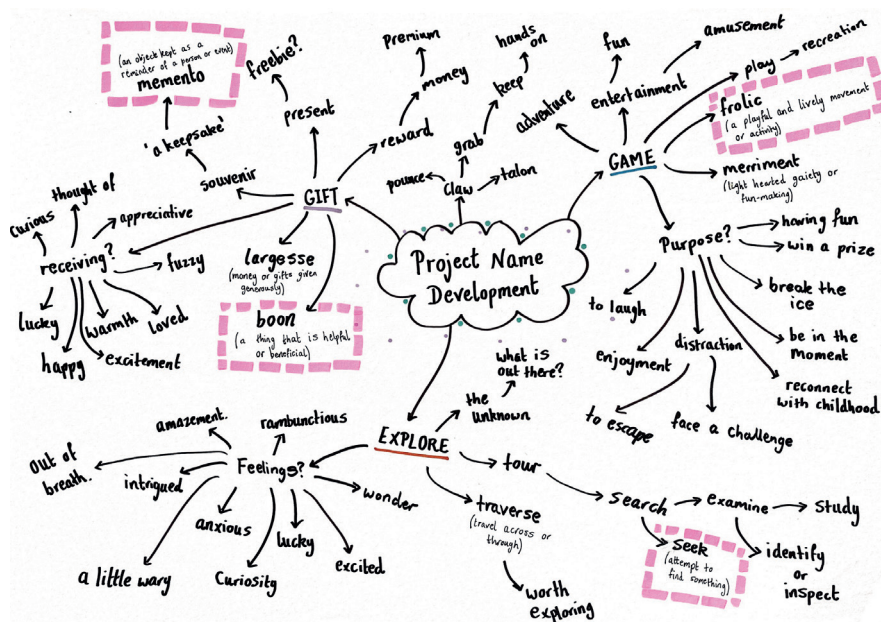 Project Name
Development
GIFT
present
freebie?
souvenir
'a keepsake'
(an object kept as a
reminder of a person or event)
memento
reward
money
premium
largesse
(money or gifts given
generously)
boon
(a thing that is helpful
or beneficial)
receiving?
curious
thought of
appreciative
fuzzy
loved
warmth
excitement
happy
lucky
claw
pounce
talon
grab
keep
hands
on
GAME
adventure
entertainment
fun
amusement
play
recreation
frolic
(a playful and lively movement
or activity)
merriment
(light hearted gaiety or
fun-making)
Purpose?
having fun
win a prize
break the
ice
be in the
moment
reconnect
with childhood
distraction
face a challenge
to escape
enjoyment
to laugh
EXPLORE
the
unknown
what is
out there?
tour
search
examine
study
identify
or
inspect
seek
(attempt to
find something)
traverse
(travel across or
through)
worth
exploring
Feelings?
rambunctious
amazement.
out of
breath.
intrigued
a little wary
anxious
curiosity
lucky
excited
wonder